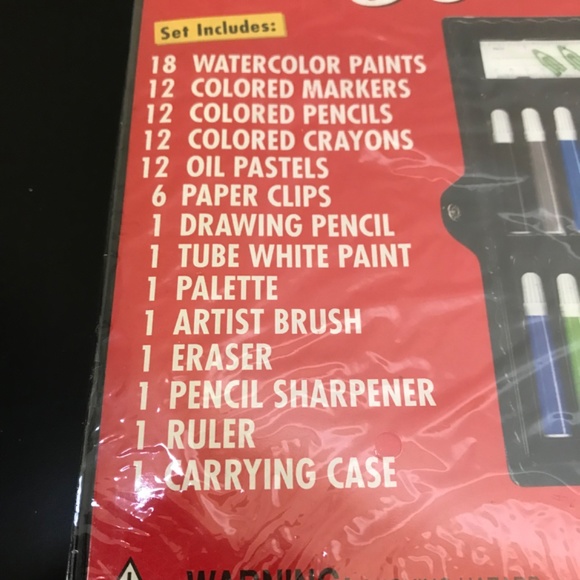 Set Includes:
18 WATERCOLOR PAINTS
12 COLORED MARKERS
12 COLORED PENCILS
12 COLORED CRAYONS
12 OIL PASTELS
6 PAPER CLIPS
1 DRAWING PENCIL
1 TUBE WHITE PAINT
1 PALETTE
1 ARTIST BRUSH
1 ERASER
1 PENCIL SHARPENER
1 RULER
1 CARRYING CASE
WARNING: